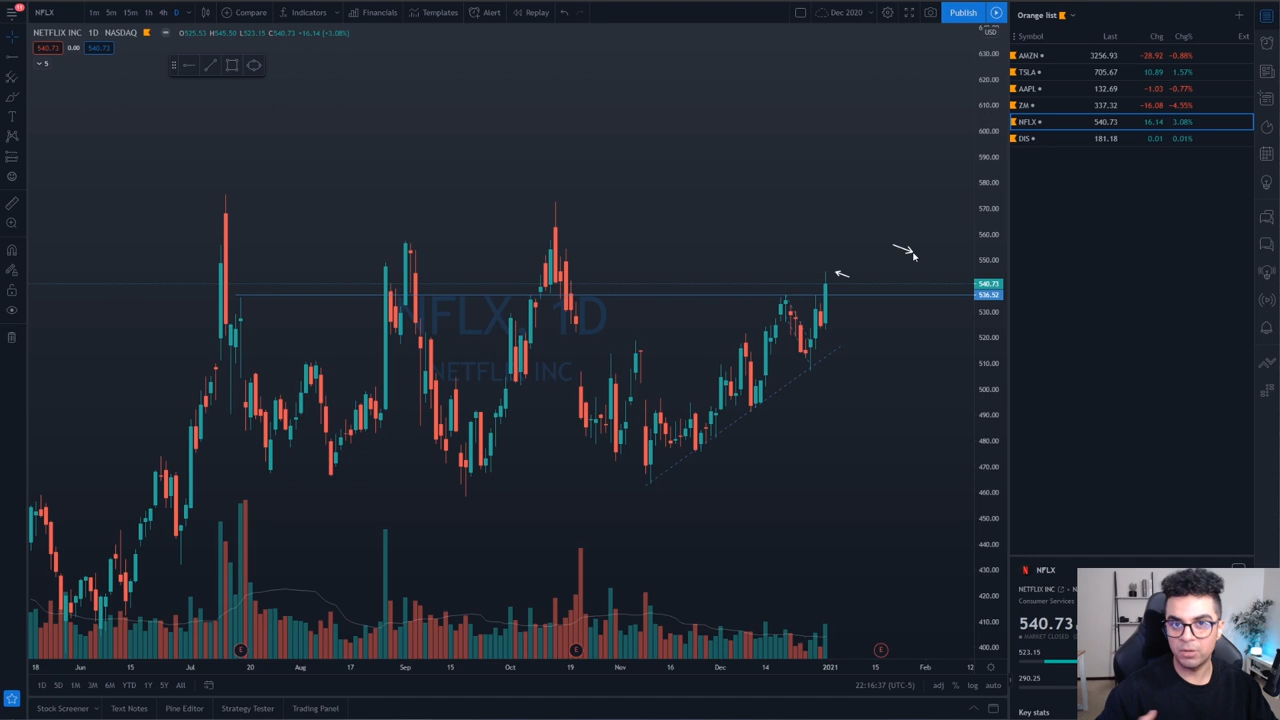 11
NFLX 1m 5m 15m 1h 4h D Compare Indicators Financials Templates Alert Replay Dec 2020 Publish
NETFLIX INC 1D NASDAQ O525.53 H545.50 L523.15 C540.73 +16.14 (+3.08%)
540.73 0.00 540.73
5
USD
630.00
620.00
610.00
600.00
590.00
580.00
570.00
560.00
550.00
540.73
536.52
530.00
520.00
510.00
500.00
490.00
480.00
470.00
460.00
450.00
440.00
430.00
420.00
410.00
400.00
NFLX, 1D
NETFLIX INC
E E E
18 Jun 15 Jul 20 Aug 17 Sep 15 Oct 19 Nov 16 Dec 14 2021 15 Feb 12
1D 5D 1M 3M 6M YTD 1Y 5Y All 22:16:37 (UTC-5) adj % log auto
Stock Screener Text Notes Pine Editor Strategy Tester Trading Panel
Orange list
Symbol Last Chg Chg% Ext
AMZN 3256.93 −28.92 −0.88%
TSLA 705.67 10.89 1.57%
AAPL 132.69 −1.03 −0.77%
ZM 337.32 −16.08 −4.55%
NFLX 540.73 16.14 3.08%
DIS 181.18 0.01 0.01%
N NFLX
NETFLIX INC
Consumer Services
540.73
MARKET CLOSED
523.15
290.25
Key stats